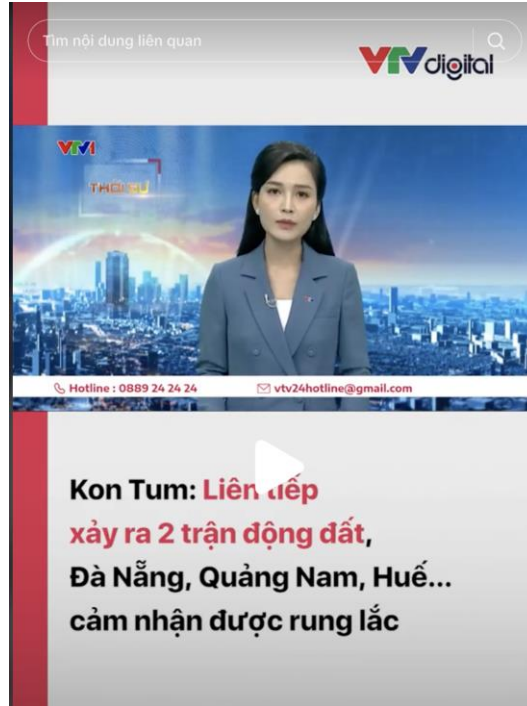 Tìm nội dung liên quan
VTV digital
VTV1
THỜI SỰ
Hotline : 0889 24 24 24
vtv24hotline@gmail.com
Kon Tum: Liên tiếp
xảy ra 2 trận động đất,
Đà Nẵng, Quảng Nam, Huế...
cảm nhận được rung lắc